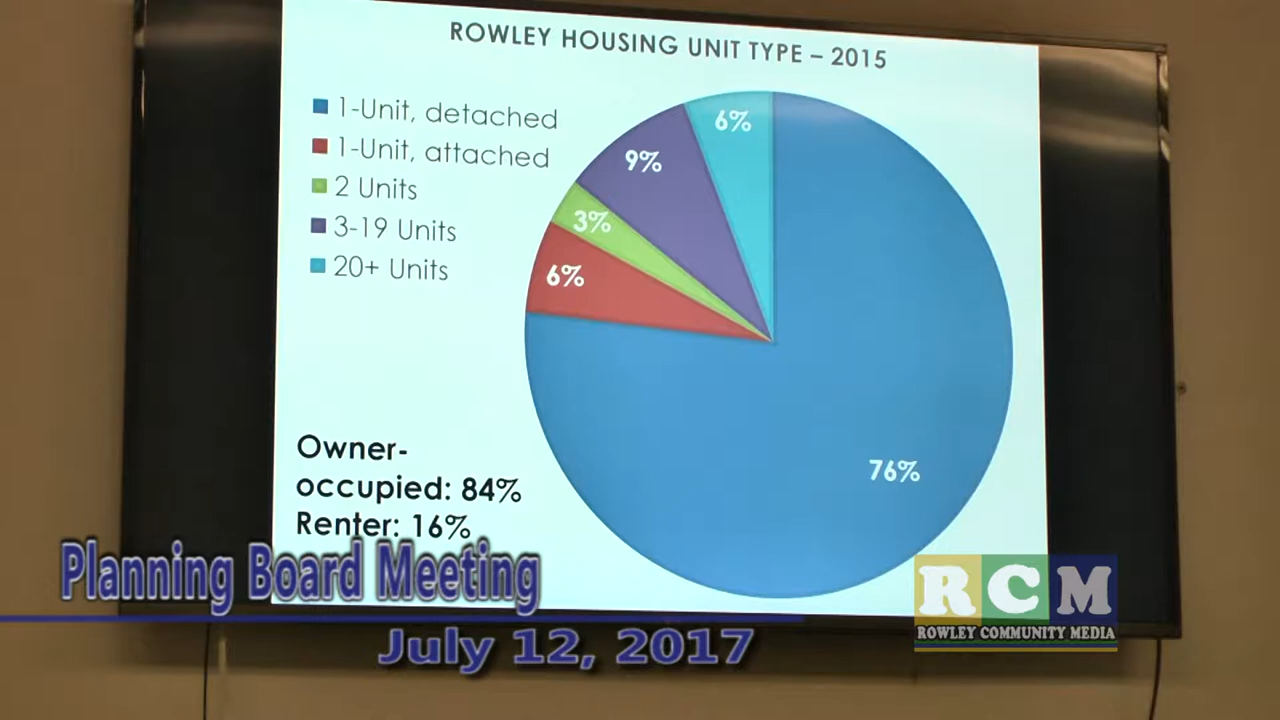 ROWLEY HOUSING UNIT TYPE – 2015
1-Unit, detached
1-Unit, attached
2 Units
3-19 Units
20+ Units
6%
9%
3%
6%
76%
Owner-
occupied: 84%
Renter: 16%
Planning Board Meeting
July 12, 2017
RCM
ROWLEY COMMUNITY MEDIA